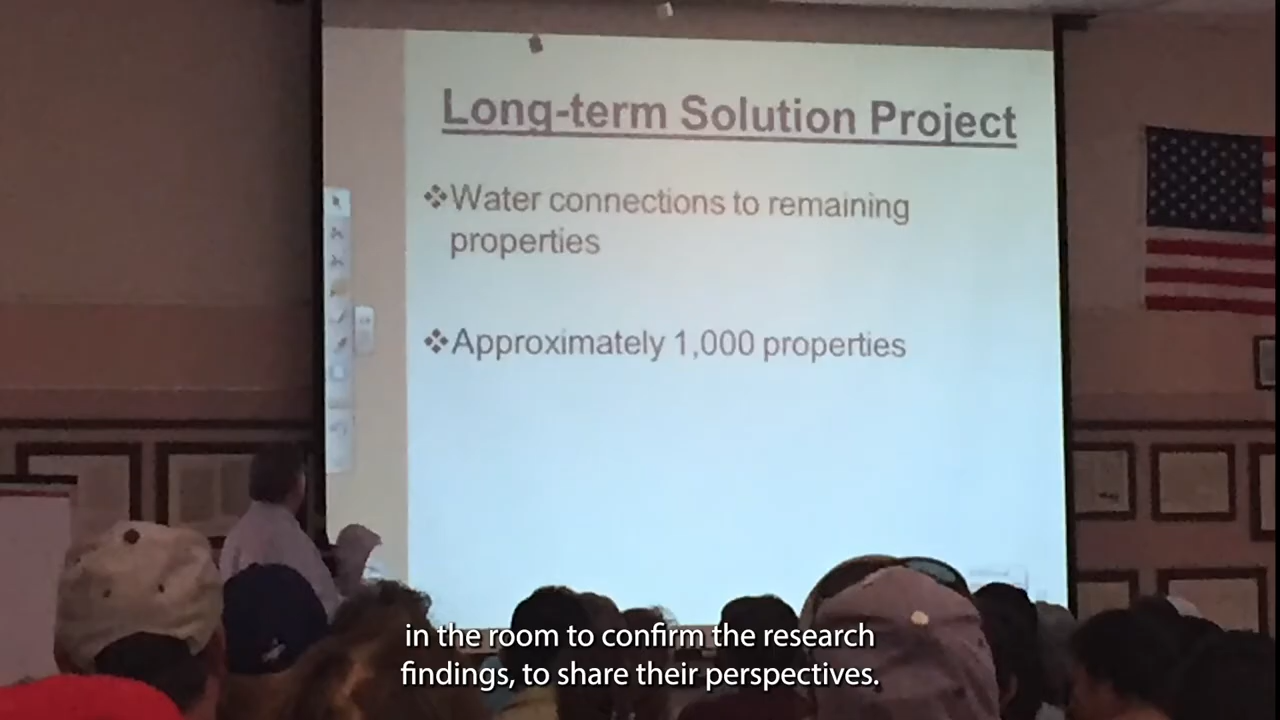 Long-term Solution Project
❖Water connections to remaining
properties
❖Approximately 1,000 properties
in the room to confirm the research
findings, to share their perspectives.